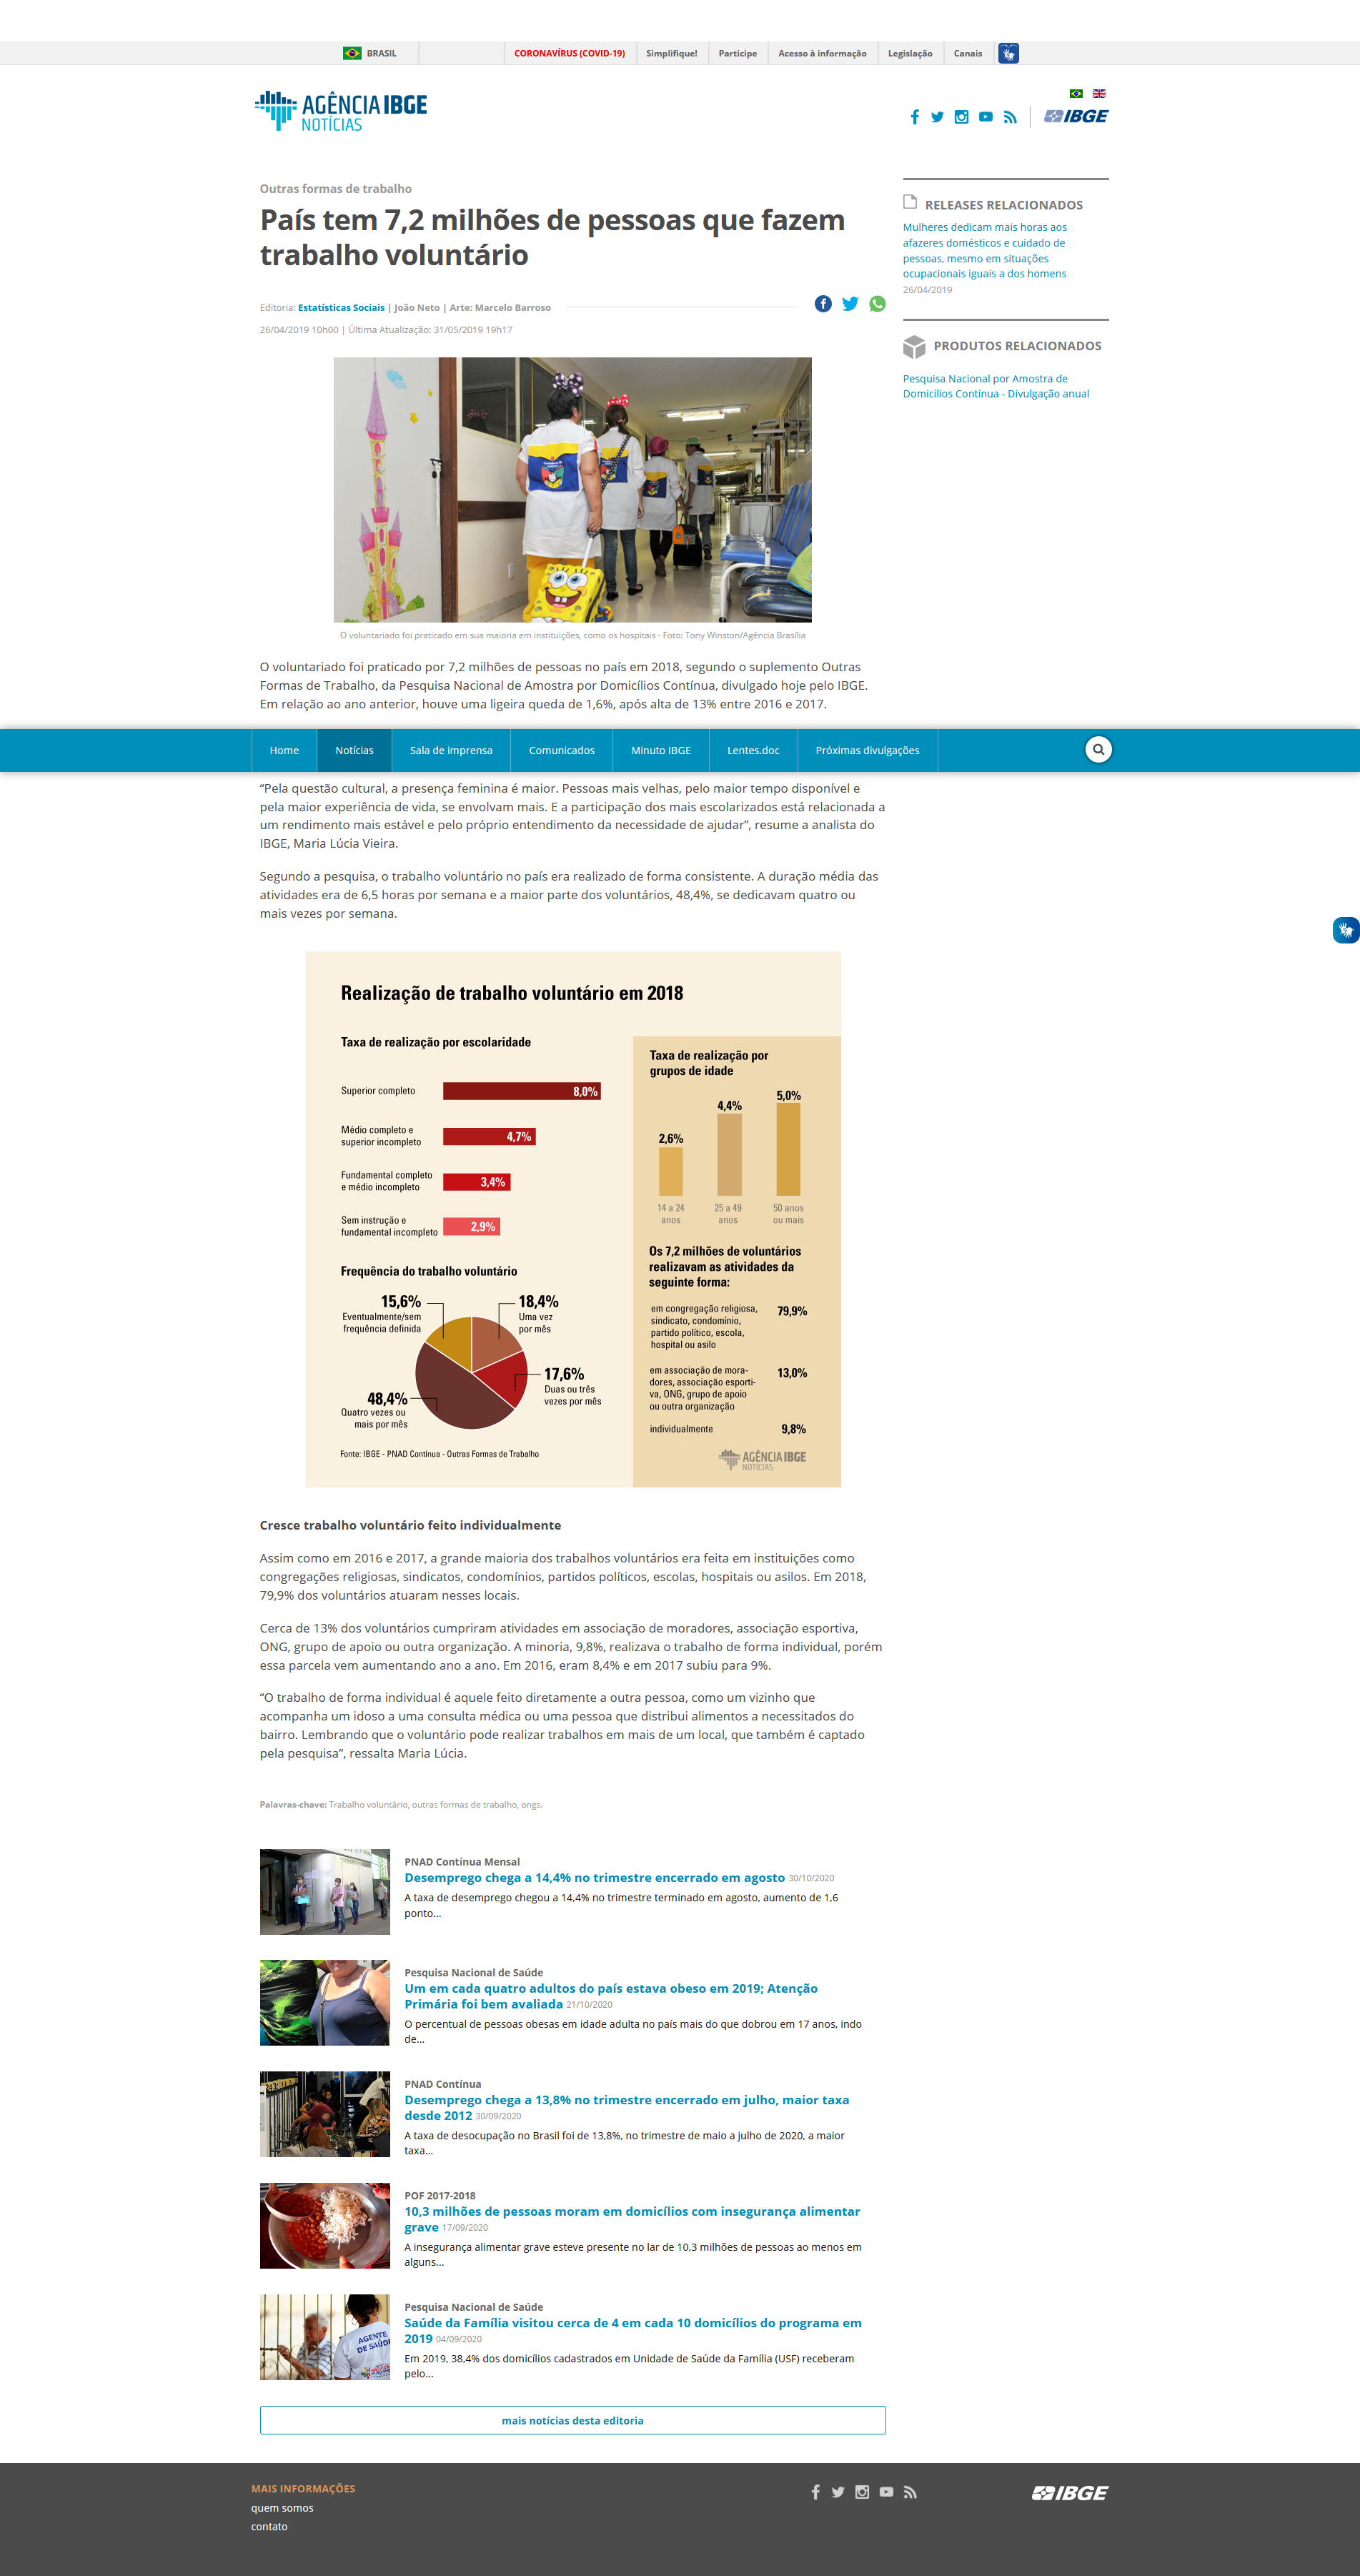 BRASIL
CORONAVÍRUS (COVID-19)
Simplifique!
Participe
Acesso à informação
Legislação
Canais
AGÊNCIA IBGE
NOTÍCIAS
IBGE
Outras formas de trabalho
País tem 7,2 milhões de pessoas que fazem
trabalho voluntário
Editoria: Estatísticas Sociais | João Neto | Arte: Marcelo Barroso
26/04/2019 10h00 | Última Atualização: 31/05/2019 19h17
RELEASES RELACIONADOS
Mulheres dedicam mais horas aos
afazeres domésticos e cuidado de
pessoas, mesmo em situações
ocupacionais iguais a dos homens
26/04/2019
PRODUTOS RELACIONADOS
Pesquisa Nacional por Amostra de
Domicílios Contínua - Divulgação anual
O voluntariado foi praticado em sua maioria em instituições, como os hospitais - Foto: Tony Winston/Agência Brasília
O voluntariado foi praticado por 7,2 milhões de pessoas no país em 2018, segundo o suplemento Outras
Formas de Trabalho, da Pesquisa Nacional de Amostra por Domicílios Contínua, divulgado hoje pelo IBGE.
Em relação ao ano anterior, houve uma ligeira queda de 1,6%, após alta de 13% entre 2016 e 2017.
Home
Notícias
Sala de imprensa
Comunicados
Minuto IBGE
Lentes.doc
Próximas divulgações
“Pela questão cultural, a presença feminina é maior. Pessoas mais velhas, pelo maior tempo disponível e
pela maior experiência de vida, se envolvam mais. E a participação dos mais escolarizados está relacionada a
um rendimento mais estável e pelo próprio entendimento da necessidade de ajudar”, resume a analista do
IBGE, Maria Lúcia Vieira.
Segundo a pesquisa, o trabalho voluntário no país era realizado de forma consistente. A duração média das
atividades era de 6,5 horas por semana e a maior parte dos voluntários, 48,4%, se dedicavam quatro ou
mais vezes por semana.
Realização de trabalho voluntário em 2018
Taxa de realização por escolaridade
Superior completo
8,0%
Médio completo e
superior incompleto
4,7%
Fundamental completo
e médio incompleto
3,4%
Sem instrução e
fundamental incompleto
2,9%
Frequência do trabalho voluntário
15,6%
Eventualmente/sem
frequência definida
18,4%
Uma vez
por mês
17,6%
Duas ou três
vezes por mês
48,4%
Quatro vezes ou
mais por mês
Fonte: IBGE - PNAD Contínua - Outras Formas de Trabalho
Taxa de realização por
grupos de idade
2,6%
4,4%
5,0%
14 a 24
anos
25 a 49
anos
50 anos
ou mais
Os 7,2 milhões de voluntários
realizavam as atividades da
seguinte forma:
em congregação religiosa,
sindicato, condomínio,
partido político, escola,
hospital ou asilo
79,9%
em associação de mora-
dores, associação esporti-
va, ONG, grupo de apoio
ou outra organização
13,0%
individualmente
9,8%
AGÊNCIA IBGE
NOTÍCIAS
Cresce trabalho voluntário feito individualmente
Assim como em 2016 e 2017, a grande maioria dos trabalhos voluntários era feita em instituições como
congregações religiosas, sindicatos, condomínios, partidos políticos, escolas, hospitais ou asilos. Em 2018,
79,9% dos voluntários atuaram nesses locais.
Cerca de 13% dos voluntários cumpriram atividades em associação de moradores, associação esportiva,
ONG, grupo de apoio ou outra organização. A minoria, 9,8%, realizava o trabalho de forma individual, porém
essa parcela vem aumentando ano a ano. Em 2016, eram 8,4% e em 2017 subiu para 9%.
“O trabalho de forma individual é aquele feito diretamente a outra pessoa, como um vizinho que
acompanha um idoso a uma consulta médica ou uma pessoa que distribui alimentos a necessitados do
bairro. Lembrando que o voluntário pode realizar trabalhos em mais de um local, que também é captado
pela pesquisa”, ressalta Maria Lúcia.
Palavras-chave: Trabalho voluntário, outras formas de trabalho, ongs.
PNAD Contínua Mensal
Desemprego chega a 14,4% no trimestre encerrado em agosto 30/10/2020
A taxa de desemprego chegou a 14,4% no trimestre terminado em agosto, aumento de 1,6
ponto...
Pesquisa Nacional de Saúde
Um em cada quatro adultos do país estava obeso em 2019; Atenção
Primária foi bem avaliada 21/10/2020
O percentual de pessoas obesas em idade adulta no país mais do que dobrou em 17 anos, indo
de...
PNAD Contínua
Desemprego chega a 13,8% no trimestre encerrado em julho, maior taxa
desde 2012 30/09/2020
A taxa de desocupação no Brasil foi de 13,8%, no trimestre de maio a julho de 2020, a maior
taxa...
POF 2017-2018
10,3 milhões de pessoas moram em domicílios com insegurança alimentar
grave 17/09/2020
A insegurança alimentar grave esteve presente no lar de 10,3 milhões de pessoas ao menos em
alguns...
AGENTE
DE SAÚDE
Pesquisa Nacional de Saúde
Saúde da Família visitou cerca de 4 em cada 10 domicílios do programa em
2019 04/09/2020
Em 2019, 38,4% dos domicílios cadastrados em Unidade de Saúde da Família (USF) receberam
pelo...
mais notícias desta editoria
MAIS INFORMAÇÕES
quem somos
contato
IBGE